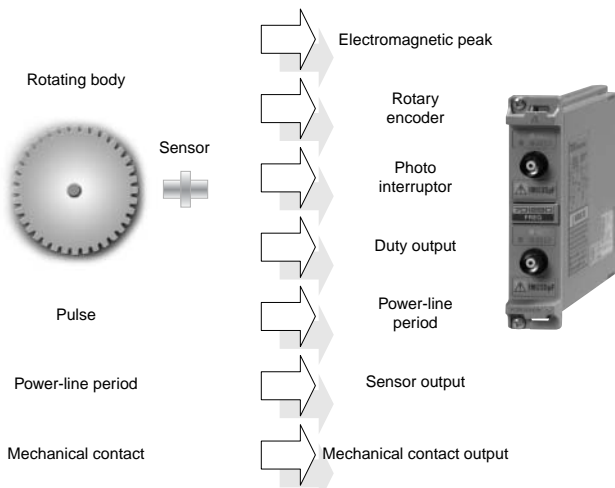 Electromagnetic peak
Rotating body
Rotary
encoder
Sensor
Photo
interruptor
Duty output
Pulse
Power-line
period
Power-line period
Sensor output
Mechanical contact
Mechanical contact output
FREQ